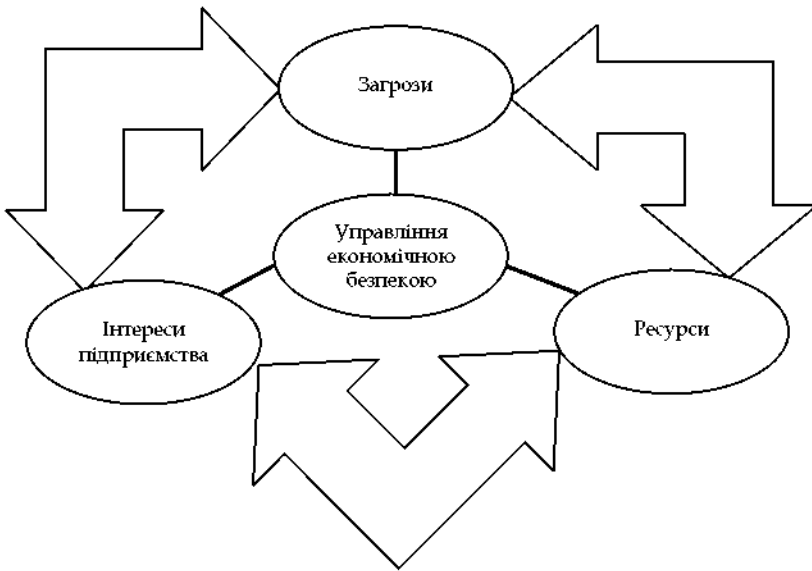 Загрози
Управління
економічною
безпекою
Інтереси
підприємства
Ресурси